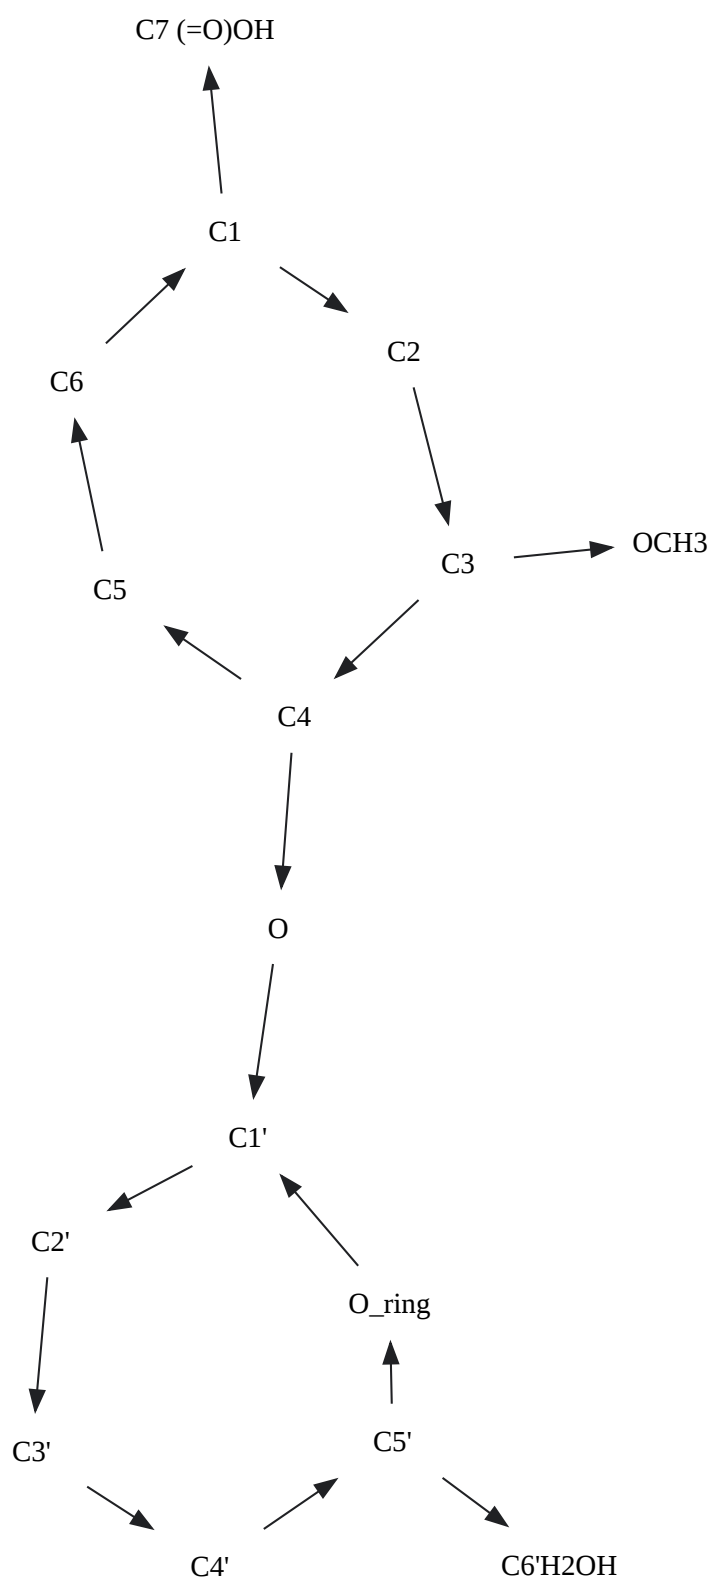 C7 (=O)OH
C1
C2
C6
OCH3
C3
C5
C4
O
C1'
C2'
O_ring
C5'
C3'
C4'
C6'H2OH